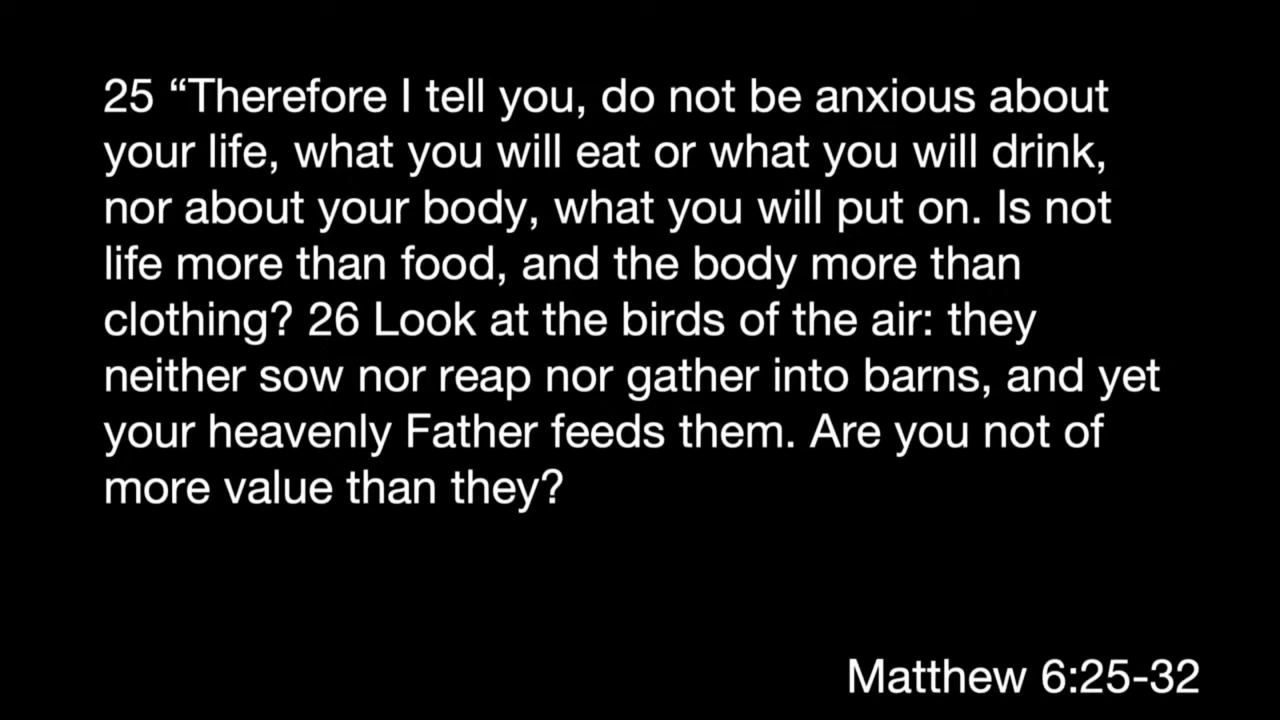 25 “Therefore I tell you, do not be anxious about
your life, what you will eat or what you will drink,
nor about your body, what you will put on. Is not
life more than food, and the body more than
clothing? 26 Look at the birds of the air: they
neither sow nor reap nor gather into barns, and yet
your heavenly Father feeds them. Are you not of
more value than they?
Matthew 6:25-32